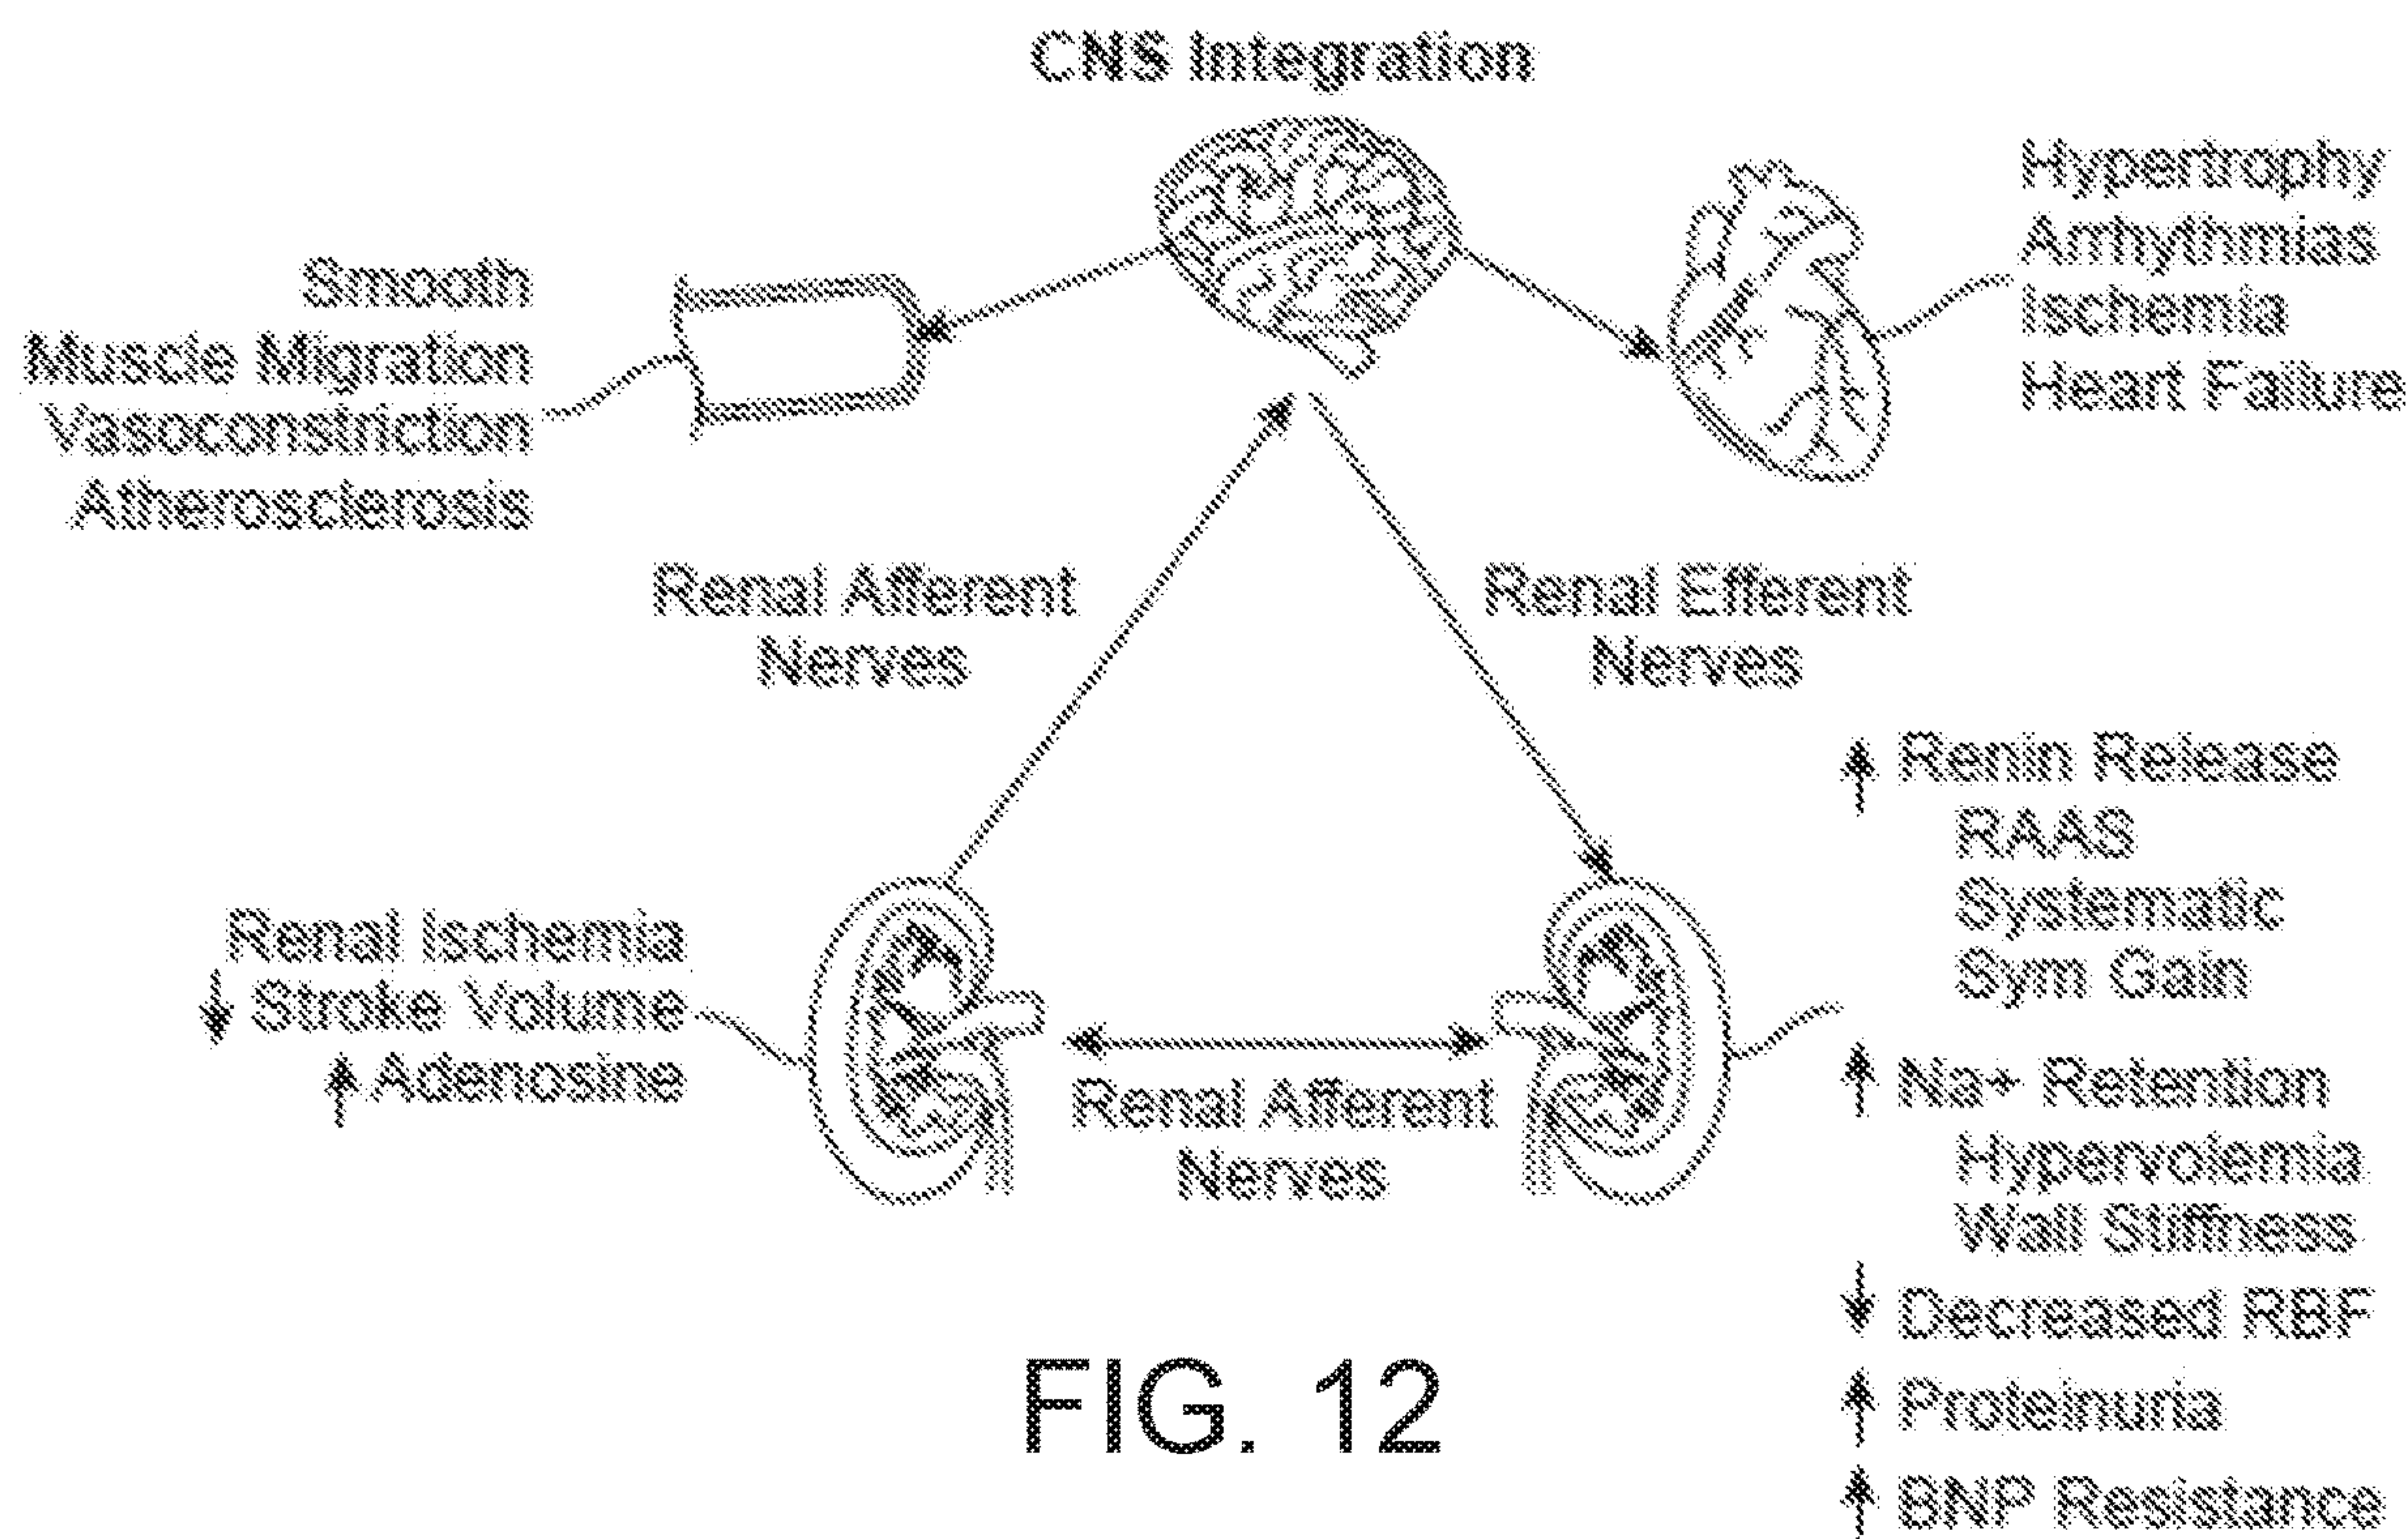 CNS Integration
Smooth
Muscle Migration
Vasoconstriction
Atherosclerosis
Hypertrophy
Arrhythmias
Ischemia
Heart Failure
Renal Afferent
Nerves
Renal Efferent
Nerves
Renal Ischemia
↓ Stroke Volume
↑ Adenosine
Renal Afferent
Nerves
↑ Renin Release
RAAS
Systematic
Sym Gain
↑ Na+ Retention
Hypervolemia
Wall Stiffness
↓ Decreased RBF
↑ Proteinuria
↑ BNP Resistance
FIG. 12